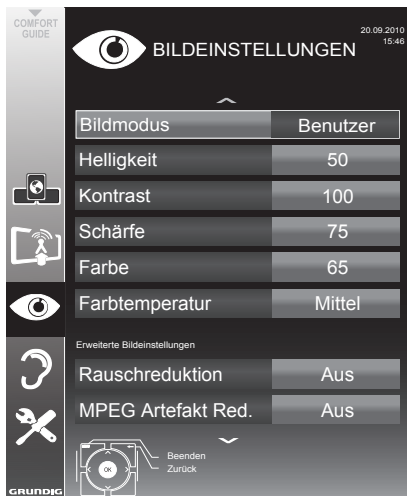 COMFORT
GUIDE
BILDEINSTELLUNGEN
20.09.2010
15:46
Bildmodus Benutzer
Helligkeit 50
Kontrast 100
Schärfe 75
Farbe 65
Farbtemperatur Mittel
Erweiterte Bildeinstellungen
Rauschreduktion Aus
MPEG Artefakt Red. Aus
OK
Beenden
Zurück
GRUNDIG